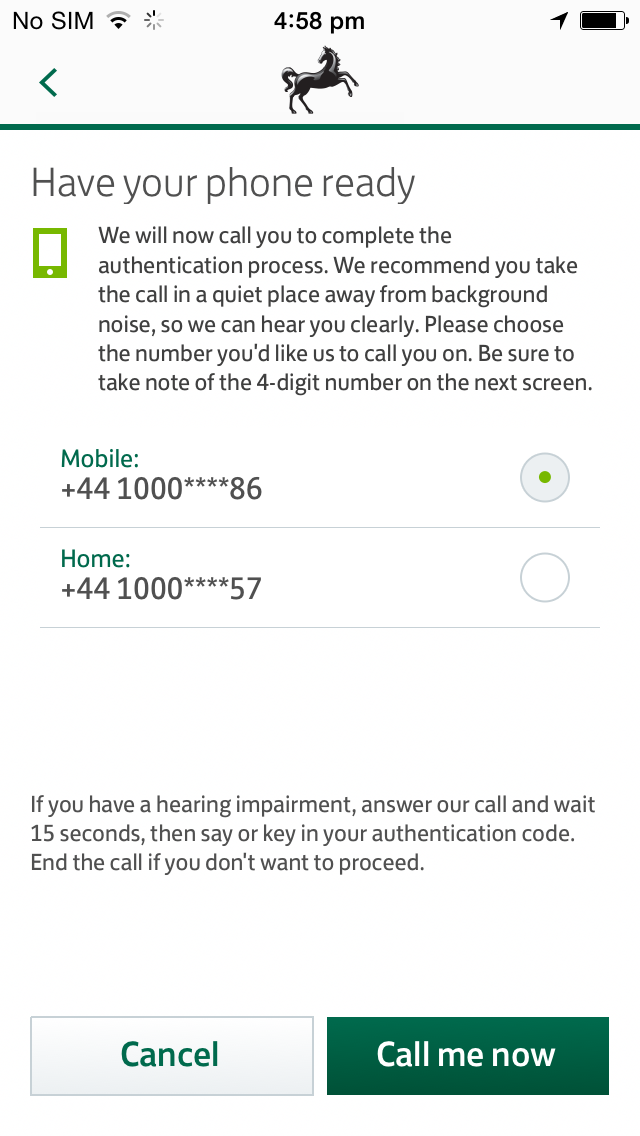 No SIM 4:58 pm
Have your phone ready
We will now call you to complete the
authentication process. We recommend you take
the call in a quiet place away from background
noise, so we can hear you clearly. Please choose
the number you'd like us to call you on. Be sure to
take note of the 4-digit number on the next screen.
Mobile:
+44 1000****86
Home:
+44 1000****57
If you have a hearing impairment, answer our call and wait
15 seconds, then say or key in your authentication code.
End the call if you don't want to proceed.
Cancel Call me now